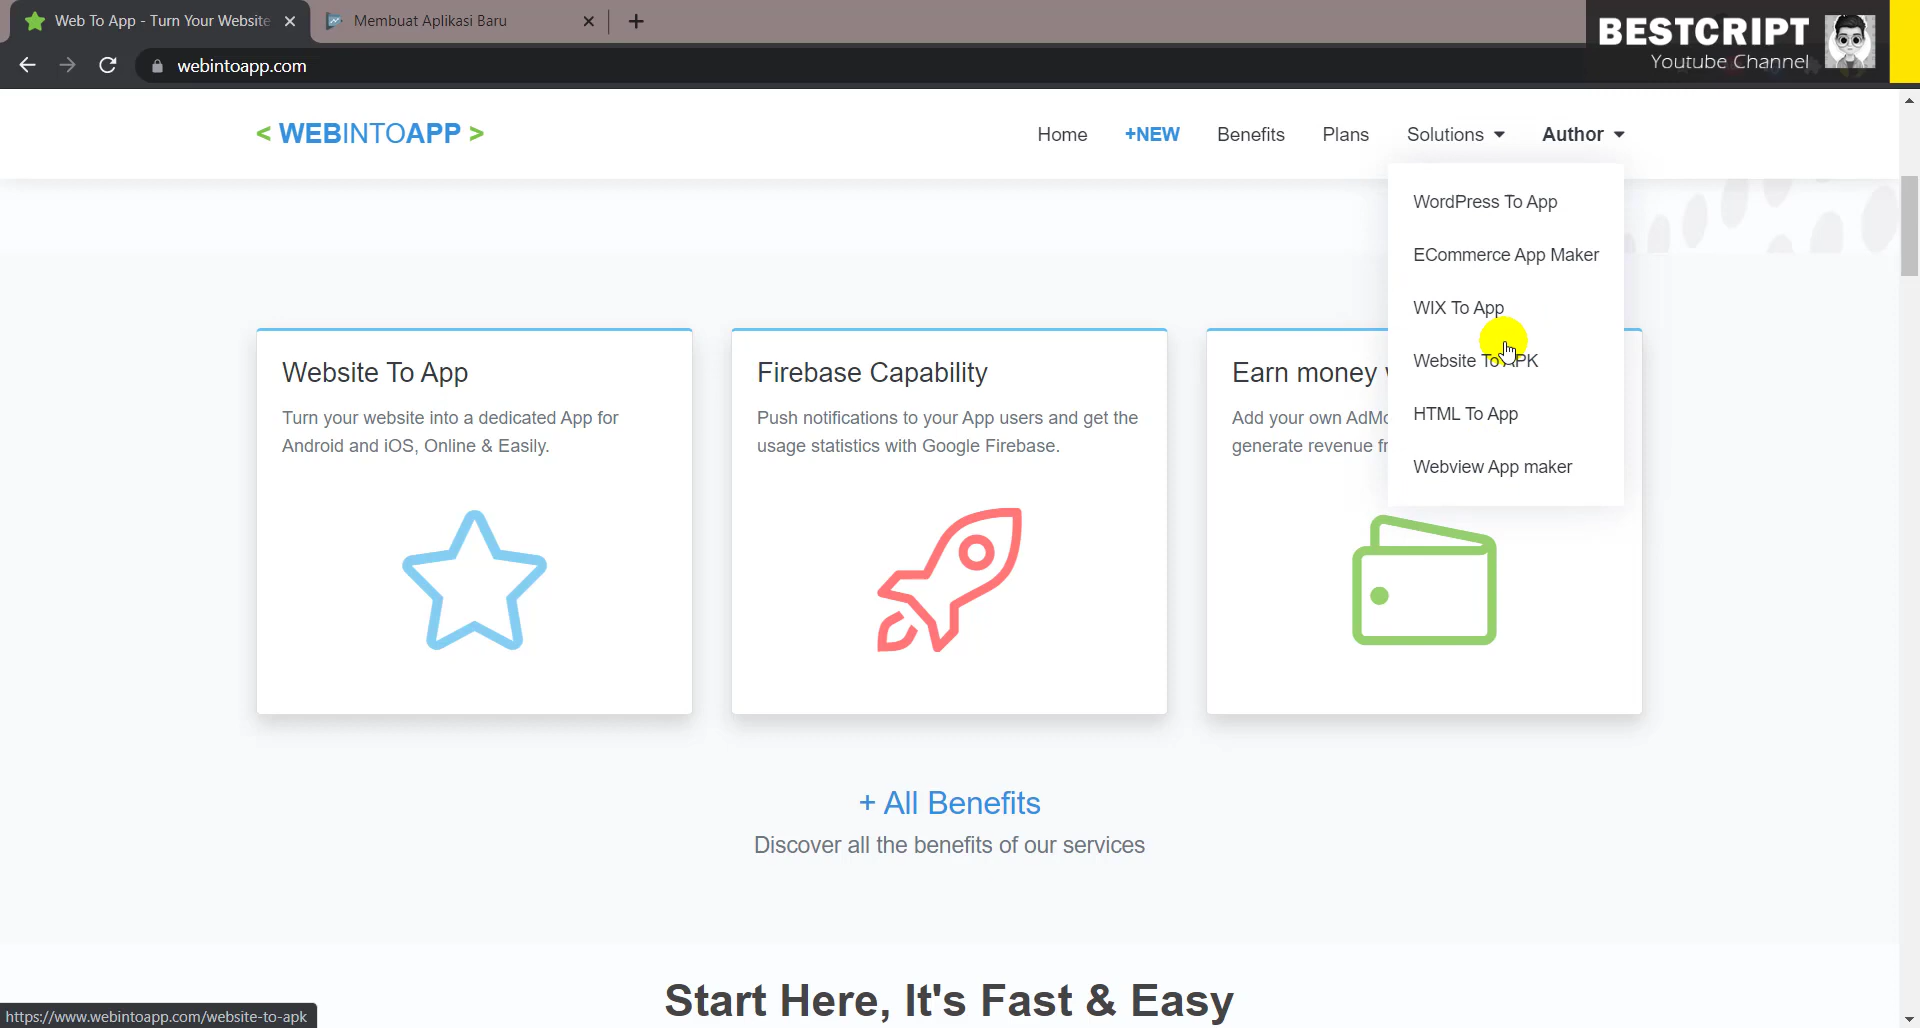 Web To App - Turn Your Website
Membuat Aplikasi Baru
BESTCRIPT
Youtube Channel
webintoapp.com
< WEBINTOAPP >
Home
+NEW
Benefits
Plans
Solutions
Author
WordPress To App
ECommerce App Maker
WIX To App
Website To APK
HTML To App
Webview App maker
Website To App
Turn your website into a dedicated App for
Android and iOS, Online & Easily.
Firebase Capability
Push notifications to your App users and get the
usage statistics with Google Firebase.
Earn money
Add your own
generate revenue
+ All Benefits
Discover all the benefits of our services
Start Here, It's Fast & Easy
https://www.webintoapp.com/website-to-apk